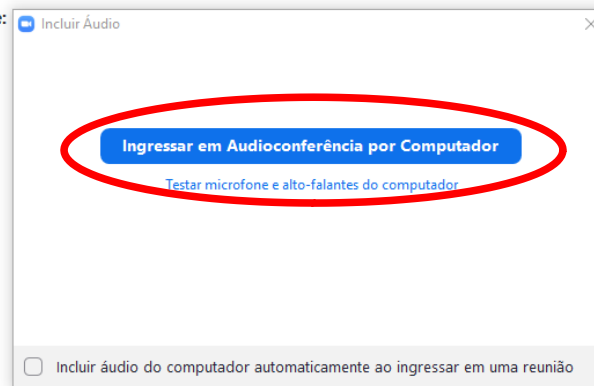 e:
Incluir Áudio
Ingressar em Audioconferência por Computador
Testar microfone e alto-falantes do computador
Incluir áudio do computador automaticamente ao ingressar em uma reunião